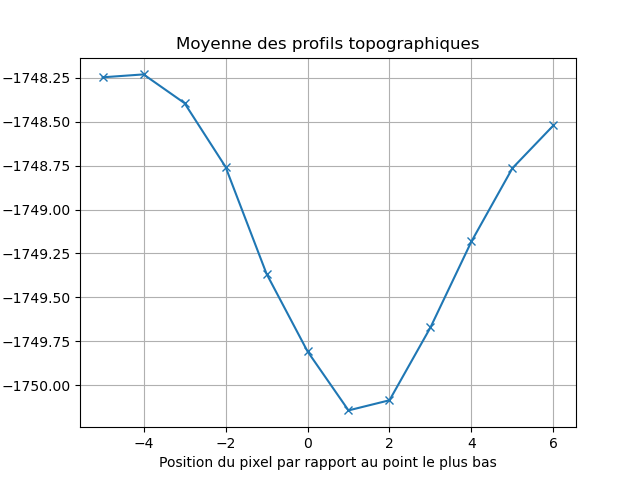 Moyenne des profils topographiques
−1748.25
−1748.50
−1748.75
−1749.00
−1749.25
−1749.50
−1749.75
−1750.00
−4 −2 0 2 4 6
Position du pixel par rapport au point le plus bas